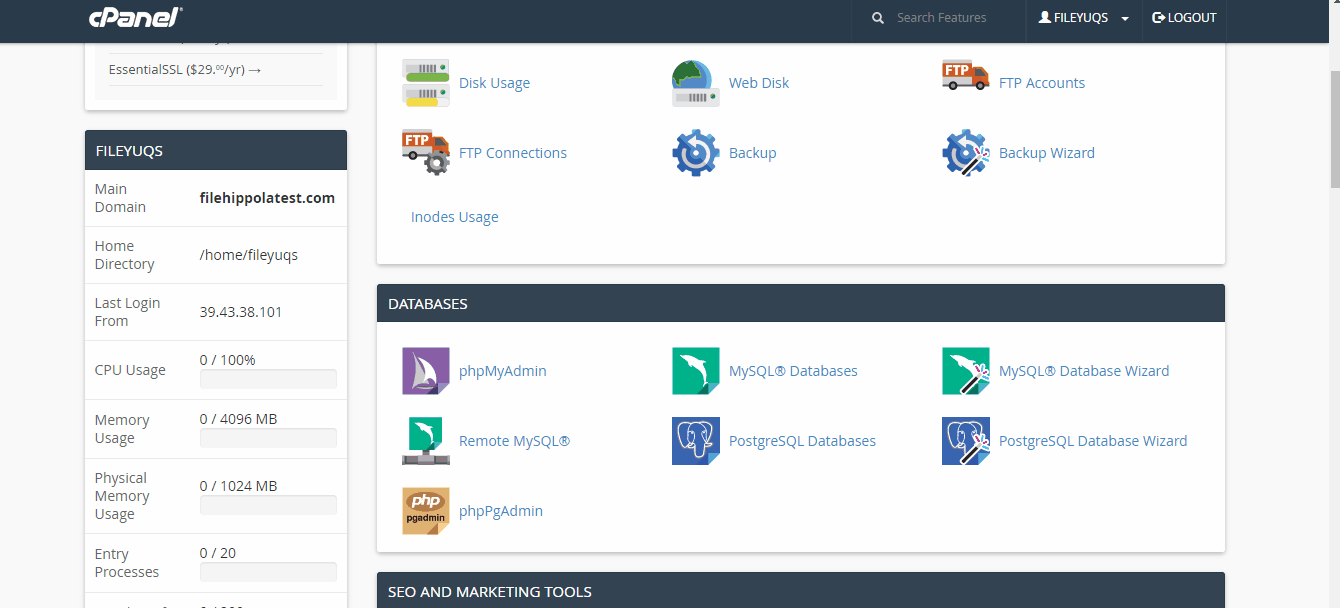 cPanel®
Search Features
FILEYUQS
LOGOUT
EssentialSSL ($29.00/yr) →
FILEYUQS
Main
Domain
filehippolatest.com
Home
Directory
/home/fileyuqs
Last Login
From
39.43.38.101
CPU Usage
0 / 100%
Memory
Usage
0 / 4096 MB
Physical
Memory
Usage
0 / 1024 MB
Entry
Processes
0 / 20
Disk Usage
Web Disk
FTP
FTP Accounts
FTP
FTP Connections
Backup
Backup Wizard
Inodes Usage
DATABASES
phpMyAdmin
MySQL® Databases
MySQL® Database Wizard
Remote MySQL®
PostgreSQL Databases
PostgreSQL Database Wizard
php
pgadmin
phpPgAdmin
SEO AND MARKETING TOOLS